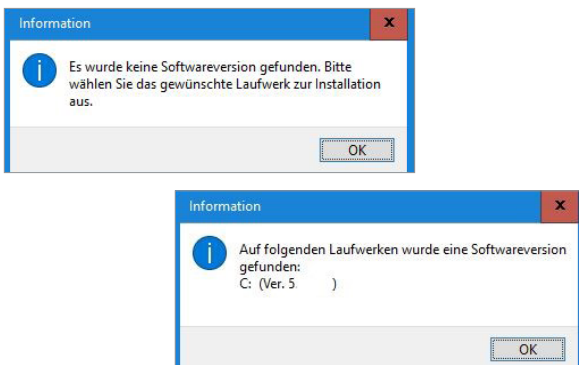 Information
x
Es wurde keine Softwareversion gefunden. Bitte
wählen Sie das gewünschte Laufwerk zur Installation
aus.
OK
Information
x
Auf folgenden Laufwerken wurde eine Softwareversion
gefunden:
C: (Ver. 5 )
OK